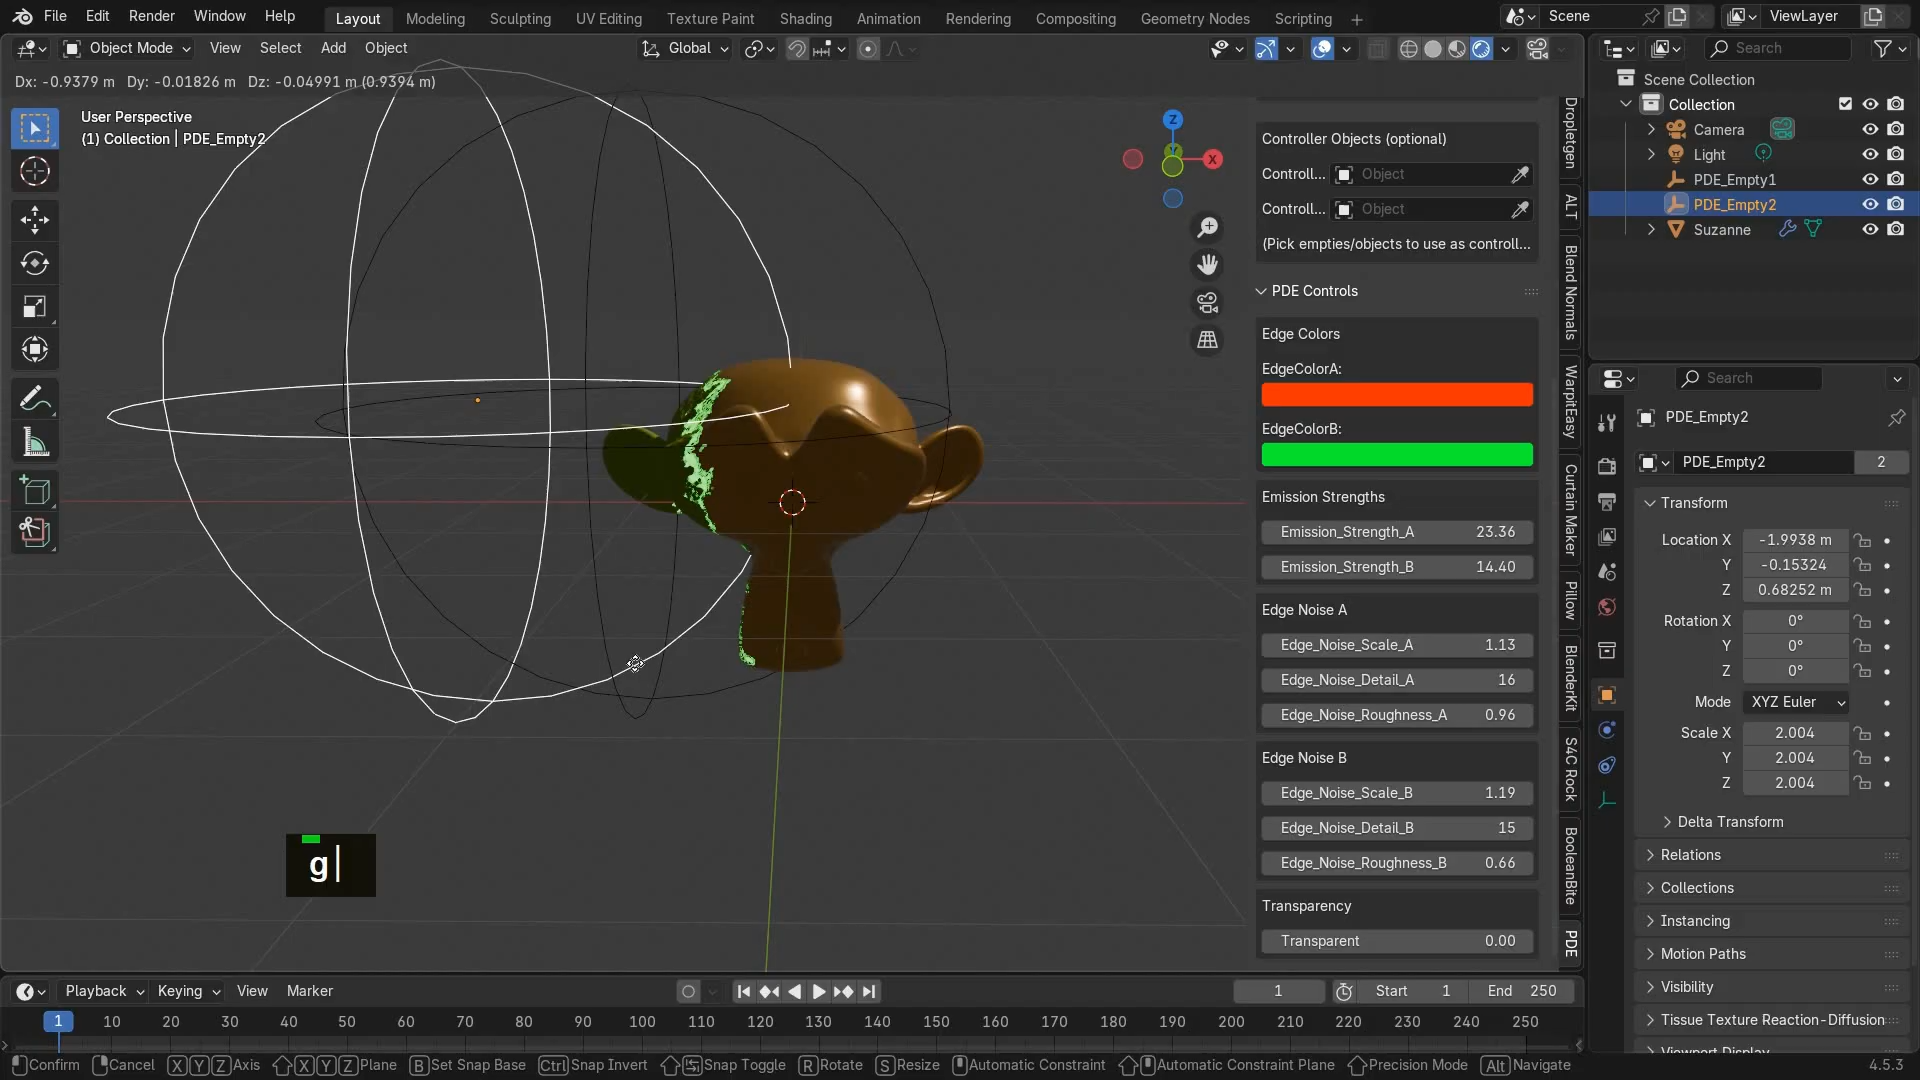 File Edit Render Window Help Layout Modeling Sculpting UV Editing Texture Paint Shading Animation Rendering Compositing Geometry Nodes Scripting + Scene ViewLayer
Object Mode View Select Add Object Global Search
Dx: -0.9379 m Dy: -0.01826 m Dz: -0.04991 m (0.9394 m)
User Perspective
(1) Collection | PDE_Empty2
Z
X
Controller Objects (optional)
Controll... Object
Controll... Object
(Pick empties/objects to use as controll...
PDE Controls
Edge Colors
EdgeColorA:
EdgeColorB:
Emission Strengths
Emission_Strength_A 23.36
Emission_Strength_B 14.40
Edge Noise A
Edge_Noise_Scale_A 1.13
Edge_Noise_Detail_A 16
Edge_Noise_Roughness_A 0.96
Edge Noise B
Edge_Noise_Scale_B 1.19
Edge_Noise_Detail_B 15
Edge_Noise_Roughness_B 0.66
Transparency
Transparent 0.00
Dropletgen
ALT
Blend Normals
WarpitEasy
Curtain Maker
Pillow
BlenderKit
S4C Rock
BooleanBite
PDE
Scene Collection
Collection
Camera
Light
PDE_Empty1
PDE_Empty2
Suzanne
Search
PDE_Empty2
PDE_Empty2 2
Transform
Location X -1.9938 m
Y -0.15324
Z 0.68252 m
Rotation X 0°
Y 0°
Z 0°
Mode XYZ Euler
Scale X 2.004
Y 2.004
Z 2.004
Delta Transform
Relations
Collections
Instancing
Motion Paths
Visibility
Tissue Texture Reaction-Diffusion
Viewport Display
g
Playback Keying View Marker 1 Start 1 End 250
1 10 20 30 40 50 60 70 80 90 100 110 120 130 140 150 160 170 180 190 200 210 220 230 240 250
Confirm Cancel X Y Z Axis X Y Z Plane B Set Snap Base Ctrl Snap Invert Snap Toggle R Rotate S Resize Automatic Constraint Automatic Constraint Plane Precision Mode Alt Navigate 4.5.3